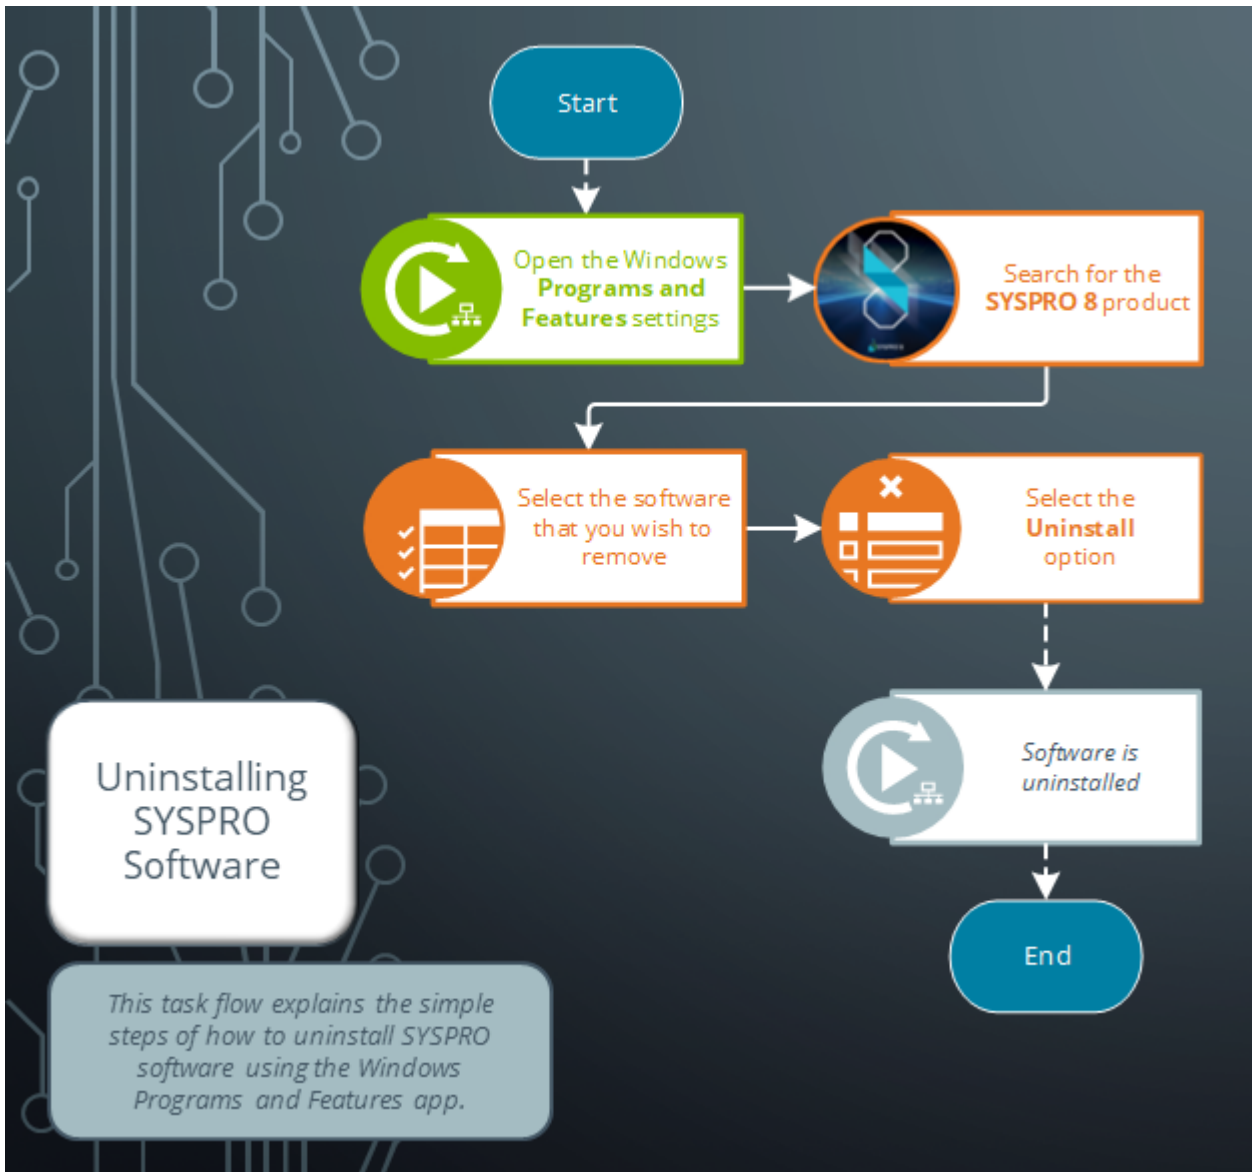 Start
Open the Windows
Programs and
Features settings
Search for the
SYSPRO 8 product
Select the software
that you wish to
remove
Select the
Uninstall
option
Software is
uninstalled
End
Uninstalling
SYSPRO
Software
This task flow explains the simple
steps of how to uninstall SYSPRO
software using the Windows
Programs and Features app.